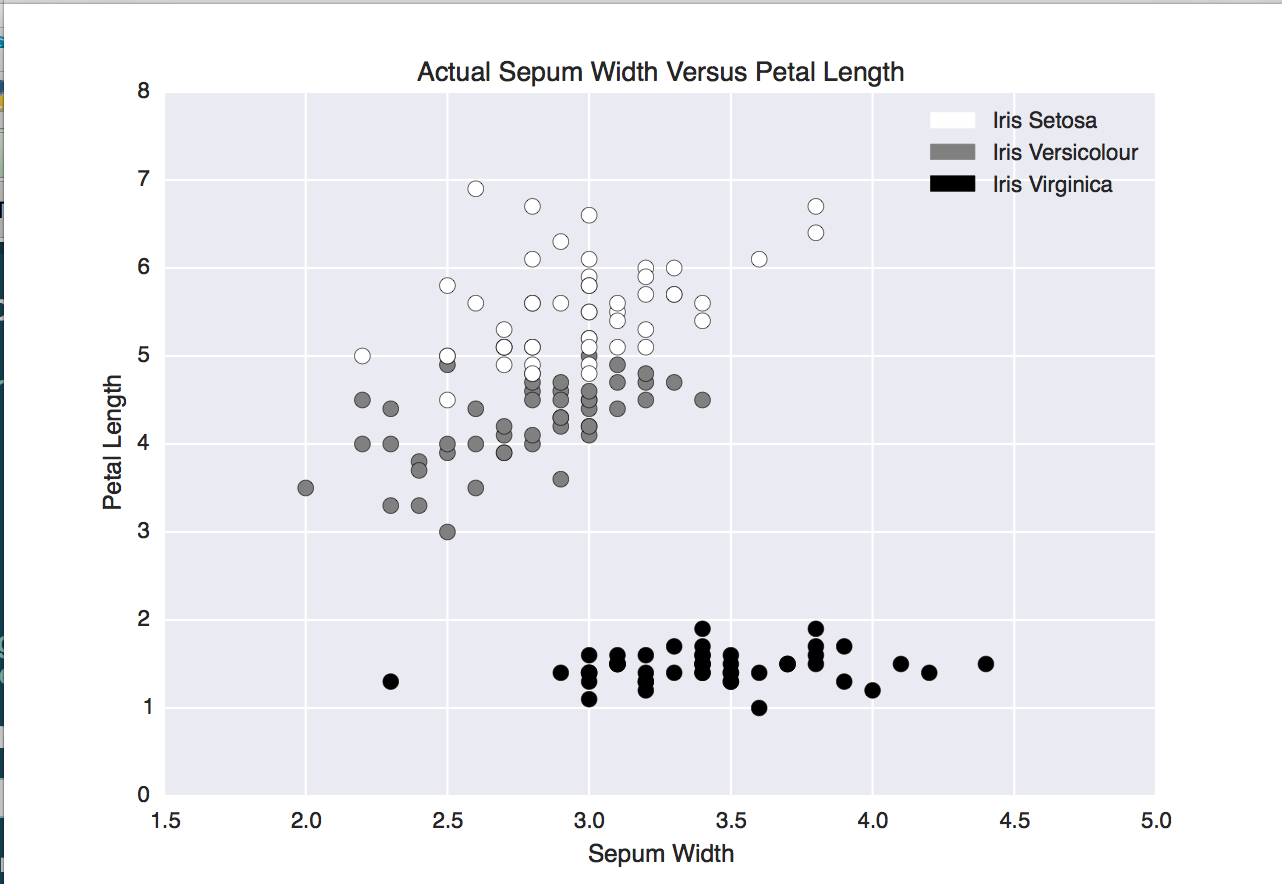 Actual Sepum Width Versus Petal Length
Iris Setosa
Iris Versicolour
Iris Virginica
Petal Length
8
7
6
5
4
3
2
1
0
1.5 2.0 2.5 3.0 3.5 4.0 4.5 5.0
Sepum Width